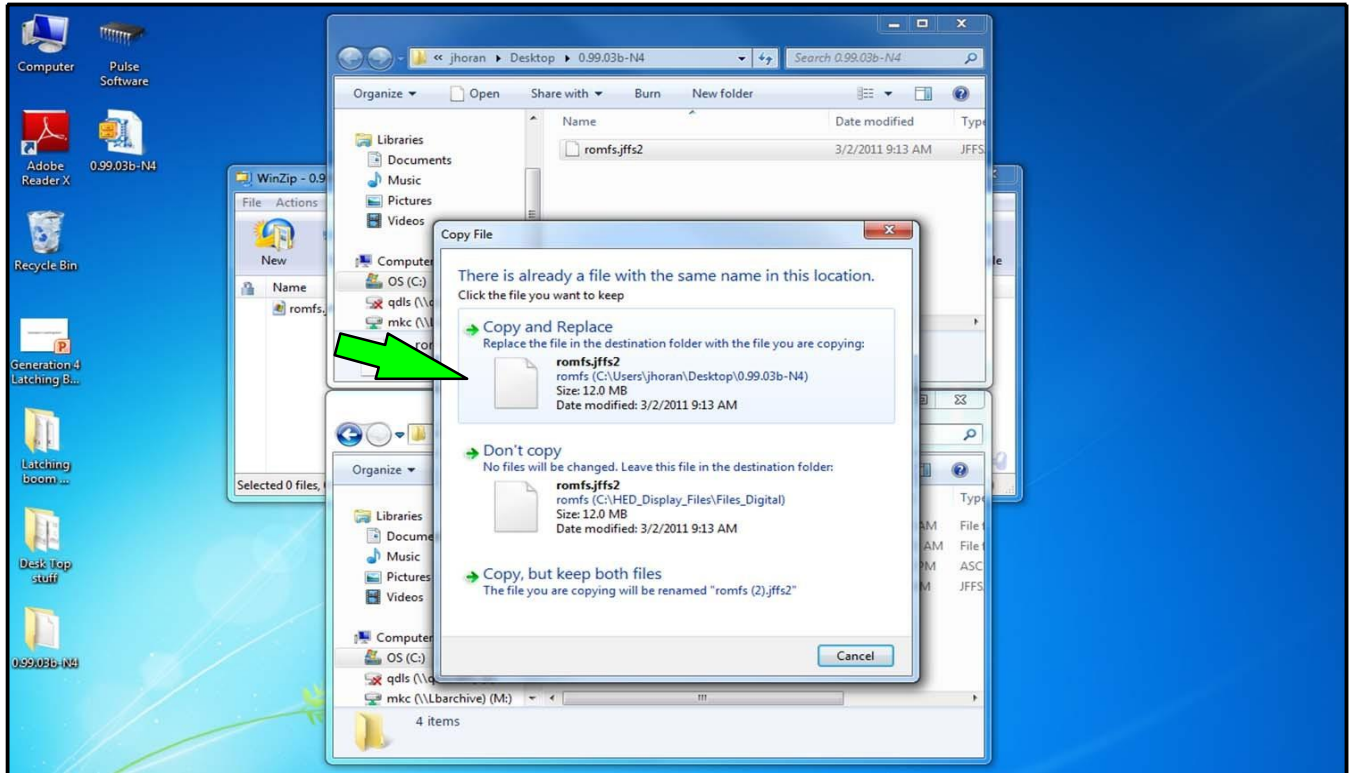 Computer
Pulse
Software
Adobe
Reader X
0.99.03b-N4
Recycle Bin
Generation 4
Latching B...
Latching
boom ...
Desk Top
stuff
0.99.03b-N4
WinZip - 0.9
File Actions
New
Name
romfs.
Selected 0 files,
« jhoran ▸ Desktop ▸ 0.99.03b-N4
Search 0.99.03b-N4
Organize Open Share with Burn New folder
Name Date modified Type
romfs.jffs2 3/2/2011 9:13 AM JFFS
Libraries
Documents
Music
Pictures
Videos
Computer
OS (C:)
qdls (\\
mkc (\\
Copy File
There is already a file with the same name in this location.
Click the file you want to keep
Copy and Replace
Replace the file in the destination folder with the file you are copying:
romfs.jffs2
romfs (C:\Users\jhoran\Desktop\0.99.03b-N4)
Size: 12.0 MB
Date modified: 3/2/2011 9:13 AM
Don't copy
No files will be changed. Leave this file in the destination folder:
romfs.jffs2
romfs (C:\HED_Display_Files\Files_Digital)
Size: 12.0 MB
Date modified: 3/2/2011 9:13 AM
Copy, but keep both files
The file you are copying will be renamed "romfs (2).jffs2"
Cancel
Organize
Type
Libraries
Docume
Music
Pictures
Videos
Computer
OS (C:)
qdls (\\
mkc (\\Lbarchive) (M:)
AM File
AM File
PM ASC
M JFFS
4 items